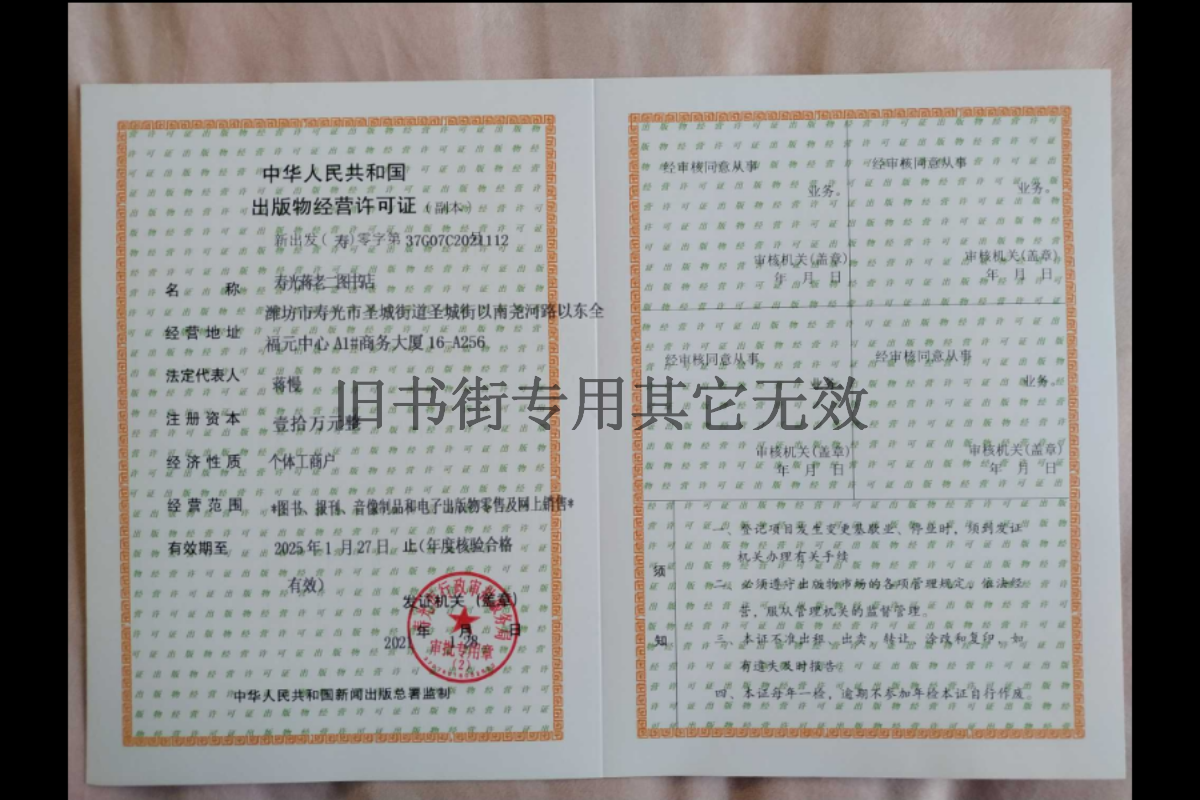 中华人民共和国
出版物经营许可证（副本）
新出发（寿）零字第 37G07C2021112 号
名 称 寿光蒋老二图书店
经营地址 潍坊市寿光市圣城街道圣城街以南尧河路以东全
福元中心 A1#商务大厦 16-A256
法定代表人 蒋慢
注册资本 壹拾万元整
经济性质 个体工商户
经营范围 *图书、报刊、音像制品和电子出版物零售及网上销售*
有效期至 2025 年 1 月 27 日 止（年度核验合格
有效）
发证机关（盖章）
2021 年 1 月 28 日
审批专用章
（2）
中华人民共和国新闻出版总署监制
经审核同意从事
业务。
审核机关(盖章)
年 月 日
经审核同意从事
业务。
审核机关(盖章)
年 月 日
经审核同意从事
业务。
审核机关(盖章)
年 月 日
经审核同意从事
业务。
审核机关(盖章)
年 月 日
须知
一、登记项目发生变更或歇业、停业时，须到发证
机关办理有关手续
二、必须遵守出版物市场的各项管理规定。依法经
营，服从管理机关的监督管理。
三、本证不准出租、出卖，转让、涂改和复印，如
有遗失及时报告。
四、本证每年一检，逾期不参加年检本证自行作废。
旧书街专用其它无效